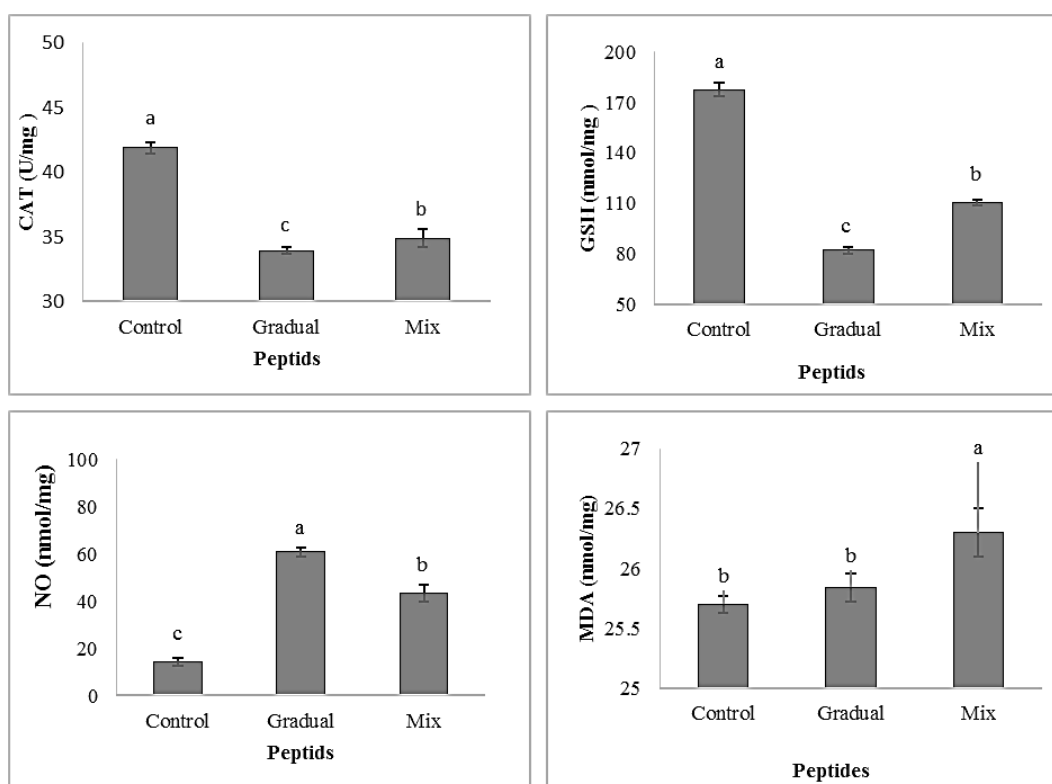 CAT (U/mg )
50
45
40
35
30
a
c
b
Control Gradual Mix
Peptids
GSH (nmol/mg)
200
170
140
110
80
50
a
c
b
Control Gradual Mix
Peptids
NO (nmol/mg)
100
80
60
40
20
0
c
a
b
Control Gradual Mix
Peptids
MDA (nmol/mg)
27
26.5
26
25.5
25
b
b
a
Control Gradual Mix
Peptides